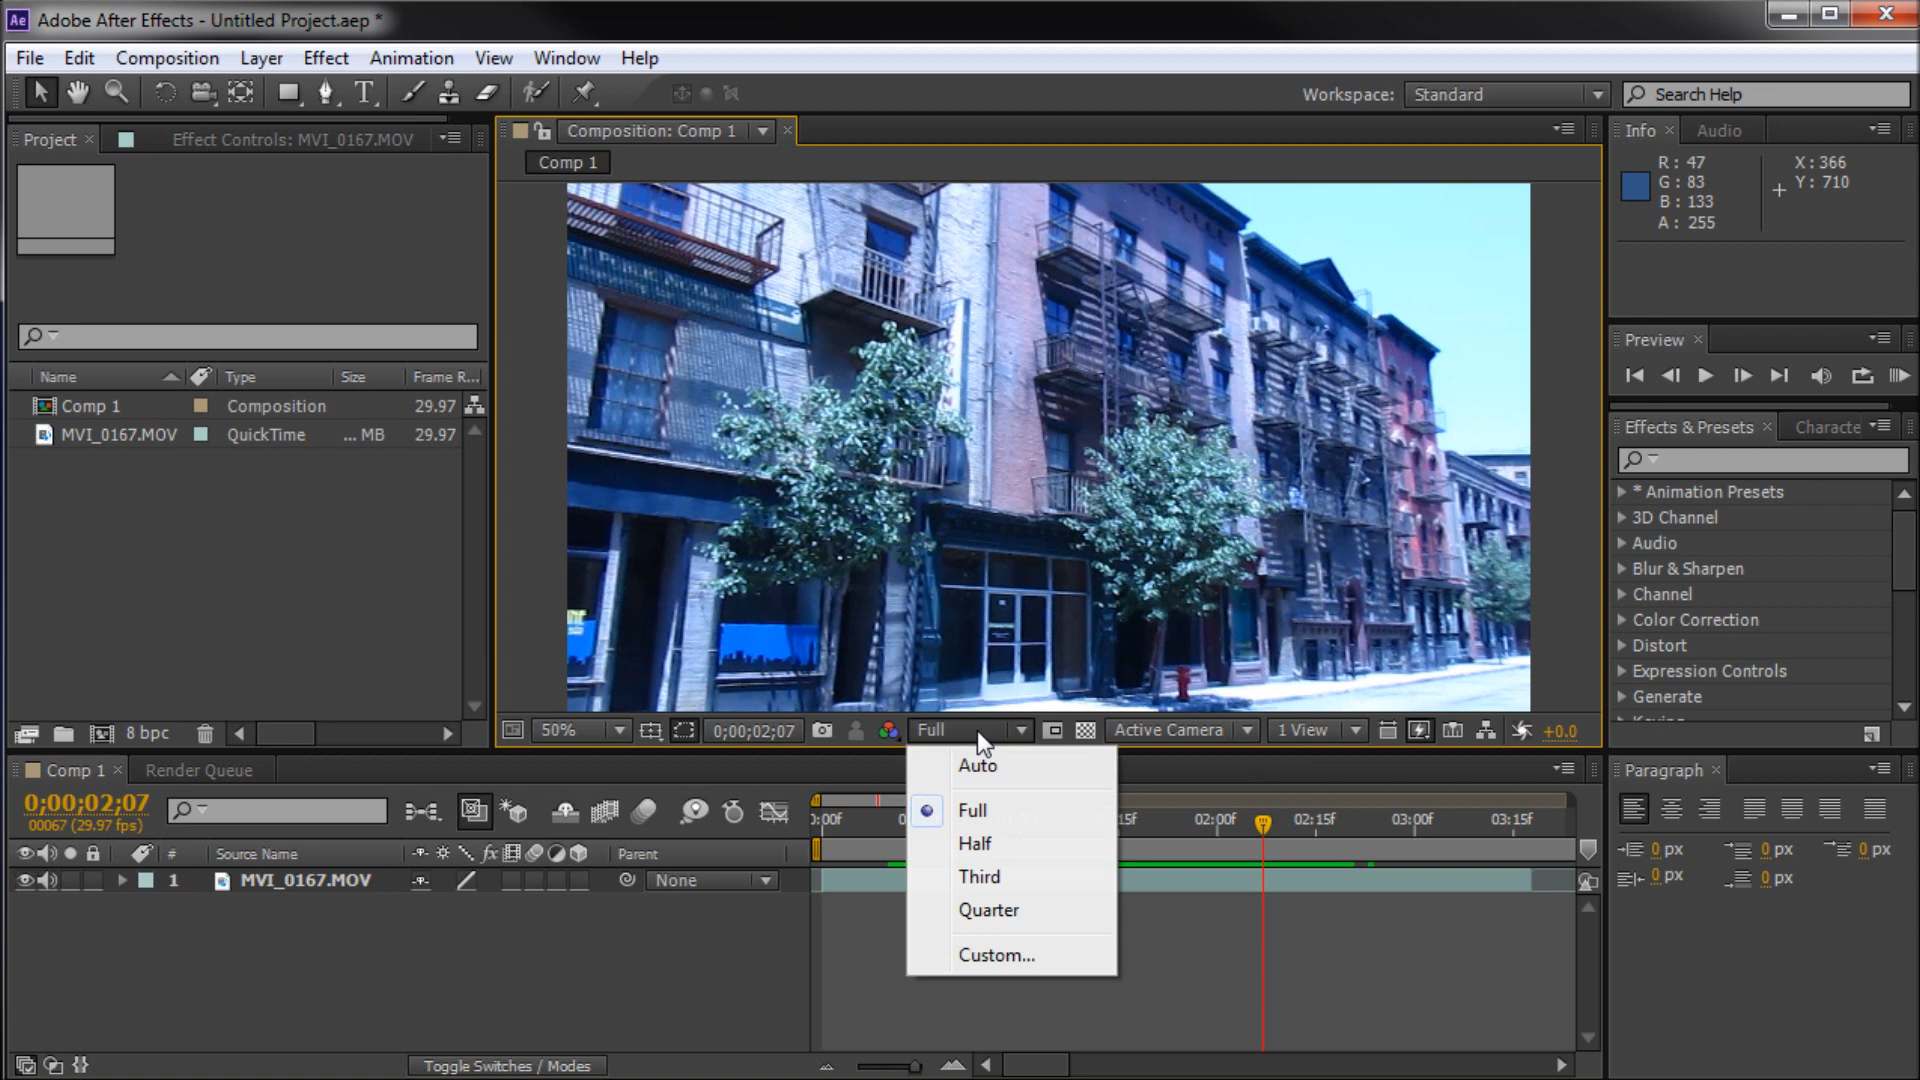 Ae Adobe After Effects - Untitled Project.aep *
File Edit Composition Layer Effect Animation View Window Help
Workspace: Standard Search Help
Project × Effect Controls: MVI_0167.MOV
Composition: Comp 1 ×
Comp 1
Info × Audio
R: 47 X: 366
G: 83 Y: 710
B: 133
A: 255
Preview ×
Name Type Size Frame R...
Comp 1 Composition 29.97
MVI_0167.MOV QuickTime ... MB 29.97
Effects & Presets × Characte
* Animation Presets
3D Channel
Audio
Blur & Sharpen
Channel
Color Correction
Distort
Expression Controls
Generate
8 bpc
50% 0;00;02;07 Full Active Camera 1 View +0.0
Auto
Full
Half
Third
Quarter
Custom...
Comp 1 × Render Queue
0;00;02;07
00067 (29.97 fps)
):00f 15f 02:00f 02:15f 03:00f 03:15f
# Source Name fx Parent
1 MVI_0167.MOV None
Toggle Switches / Modes
Paragraph ×
0 px 0 px 0 px
0 px 0 px